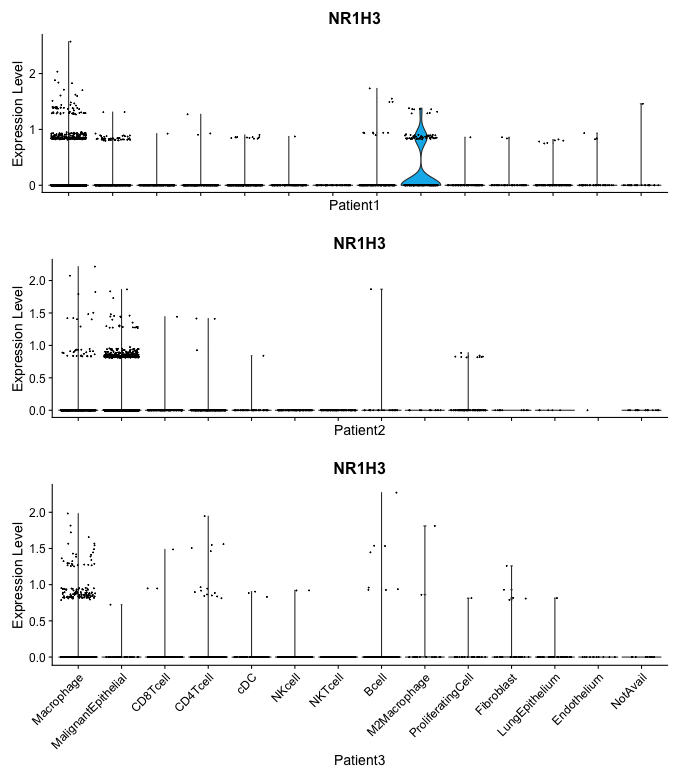 NR1H3
Expression Level
2
1
0
Patient1
NR1H3
Expression Level
2.0
1.5
1.0
0.5
0.0
Patient2
NR1H3
Expression Level
2.0
1.5
1.0
0.5
0.0
Macrophage
MalignantEpithelial
CD8Tcell
CD4Tcell
cDC
NKcell
NKTcell
Bcell
M2Macrophage
ProliferatingCell
Fibroblast
LungEpithelium
Endothelium
NotAvail
Patient3